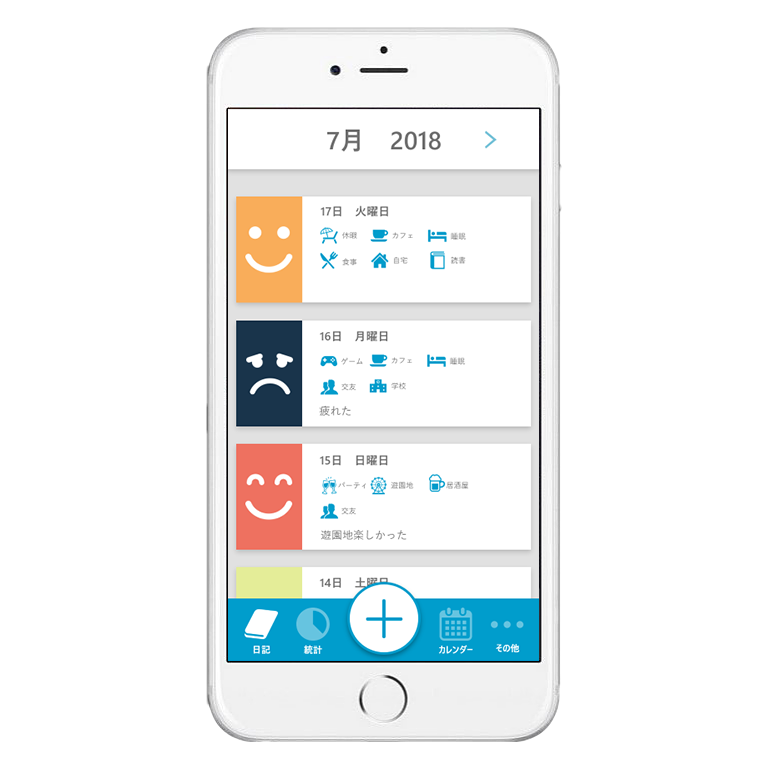 7月 2018
17日 火曜日
休暇 カフェ 睡眠
食事 自宅 読書
16日 月曜日
ゲーム カフェ 睡眠
交友 学校
疲れた
15日 日曜日
パーティ 遊園地 居酒屋
交友
遊園地楽しかった
14日 土曜日
日記 統計 カレンダー その他